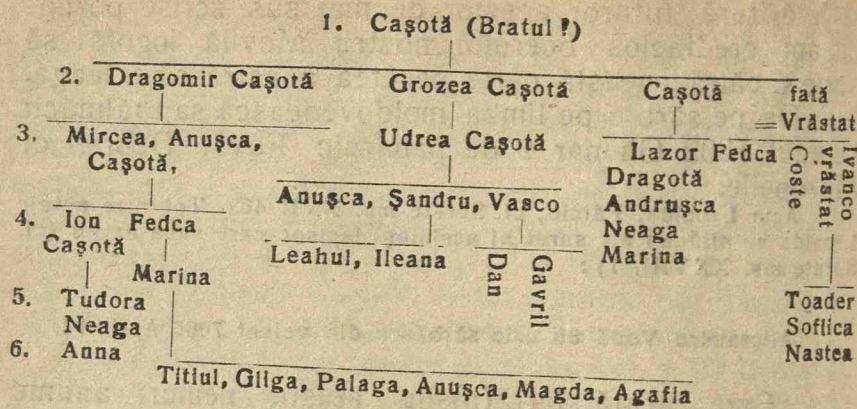 1. Caşotă (Bratul!)
2. Dragomir Caşotă Grozea Caşotă Caşotă fată
=Vrăstat
3. Mircea, Anuşca, Udrea Caşotă Lazor Fedca Coste Ivanco vrăstat
Caşotă,
Dragotă
Anuşca, Şandru, Vasco Andruşca
4. Ion Fedca Neaga
Caşotă Leahul, Ileana Dan Gavril Marina
Marina
5. Tudora Toader
Neaga Soflica
6. Anna Nastea
Titiul, Gilga, Palaga, Anuşca, Magda, Agafia